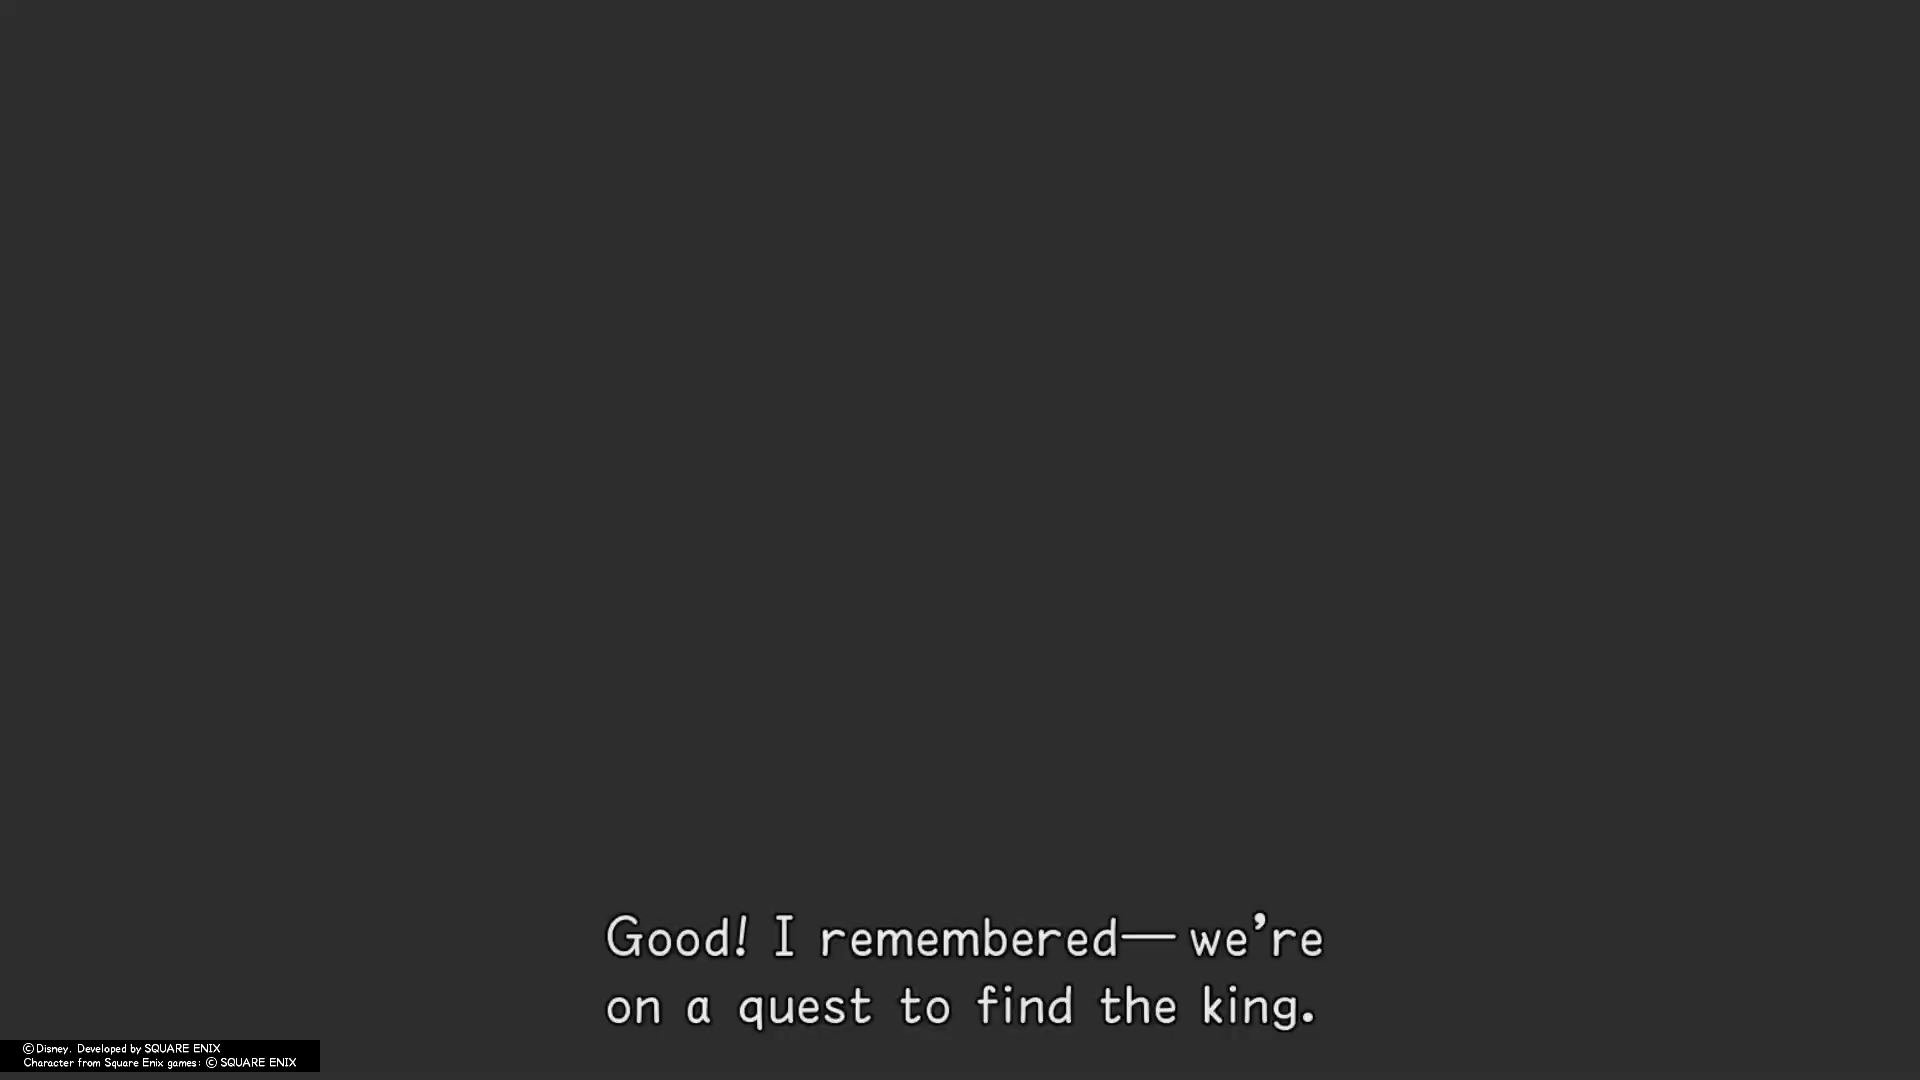 Good! I remembered— we're
on a quest to find the king.
©Disney. Developed by SQUARE ENIX
Character from Square Enix games: © SQUARE ENIX